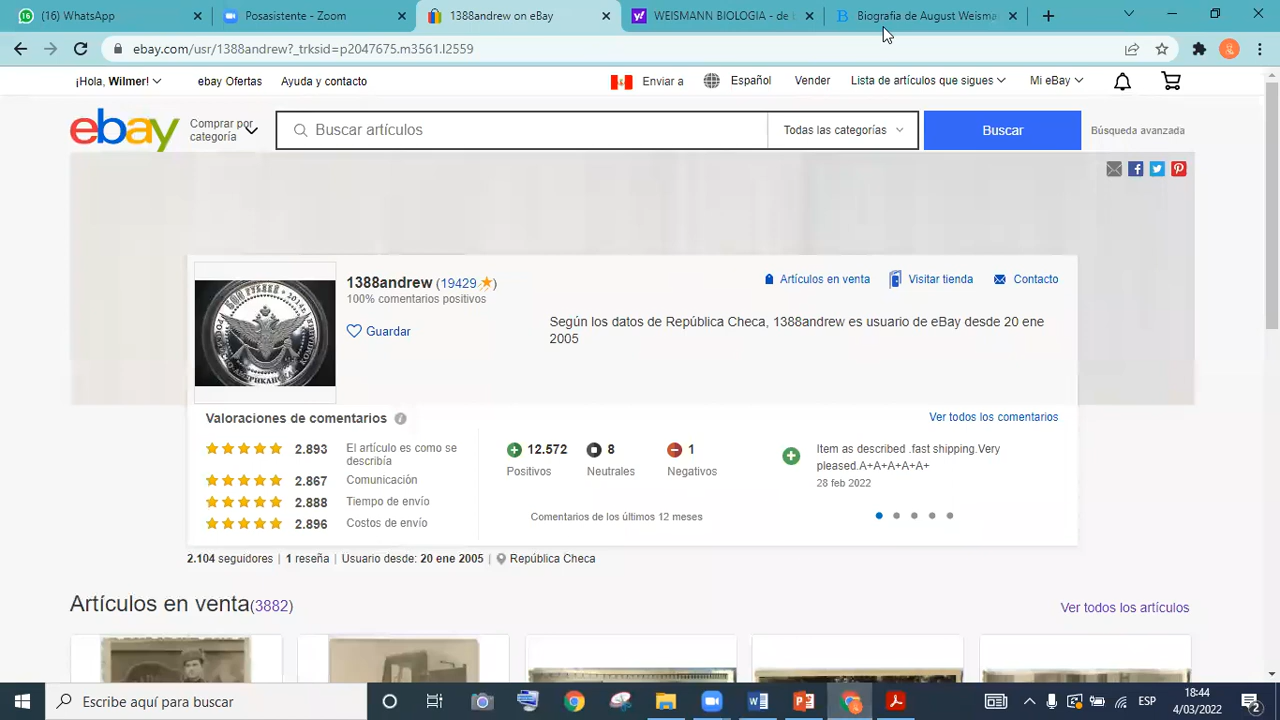 (16) WhatsApp
Posasistente - Zoom
1388andrew on eBay
WEISMANN BIOLOGIA - de
Biografia de August Weisma
ebay.com/usr/1388andrew?_trksid=p2047675.m3561.l2559
¡Hola, Wilmer!
ebay Ofertas
Ayuda y contacto
Enviar a
Español
Vender
Lista de artículos que sigues
Mi eBay
ebay
Comprar por
categoría
Buscar artículos
Todas las categorías
Buscar
Búsqueda avanzada
1388andrew (19429)
100% comentarios positivos
Guardar
Artículos en venta
Visitar tienda
Contacto
Según los datos de República Checa, 1388andrew es usuario de eBay desde 20 ene
2005
Valoraciones de comentarios
Ver todos los comentarios
2.893 El artículo es como se
describía
2.867 Comunicación
2.888 Tiempo de envío
2.896 Costos de envío
12.572
Positivos
8
Neutrales
1
Negativos
Comentarios de los últimos 12 meses
Item as described .fast shipping.Very
pleased.A+A+A+A+A+
28 feb 2022
2.104 seguidores | 1 reseña | Usuario desde: 20 ene 2005 | República Checa
Artículos en venta(3882)
Ver todos los artículos
Escribe aquí para buscar
ESP
18:44
4/03/2022
2